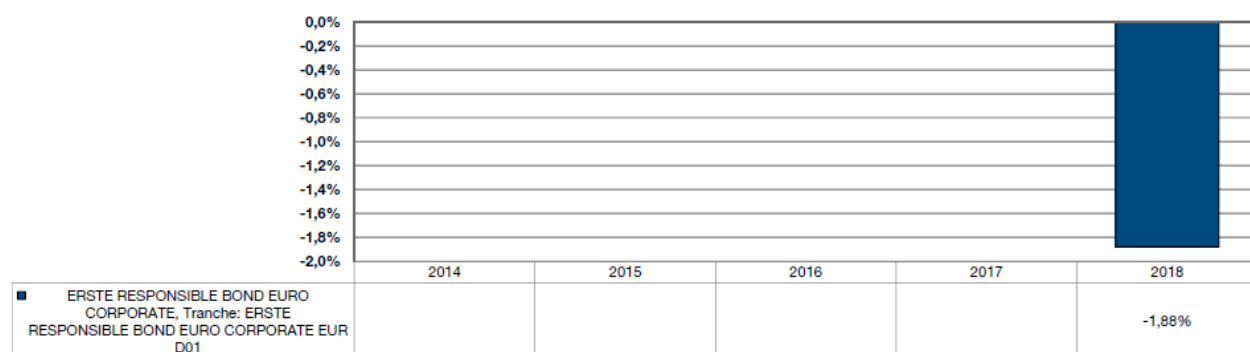 0,0%
-0,2%
-0,4%
-0,6%
-0,8%
-1,0%
-1,2%
-1,4%
-1,6%
-1,8%
-2,0%
2014 2015 2016 2017 2018
ERSTE RESPONSIBLE BOND EURO
CORPORATE, Tranche: ERSTE
RESPONSIBLE BOND EURO CORPORATE EUR
D01
-1,88%